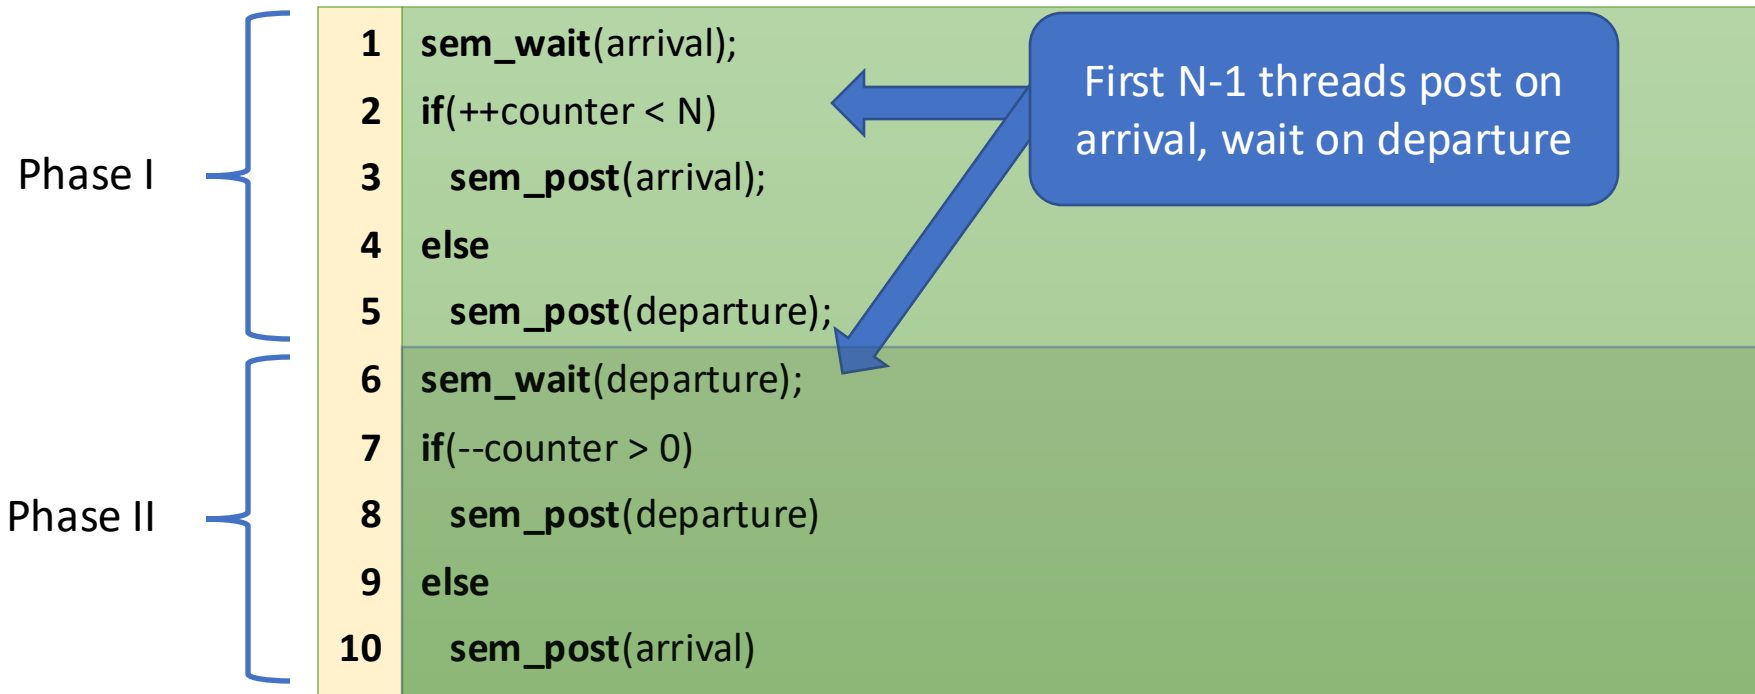 Phase I
1 sem_wait(arrival);
2 if(++counter < N)
3 sem_post(arrival);
4 else
5 sem_post(departure);
First N-1 threads post on
arrival, wait on departure
Phase II
6 sem_wait(departure);
7 if(--counter > 0)
8 sem_post(departure)
9 else
10 sem_post(arrival)